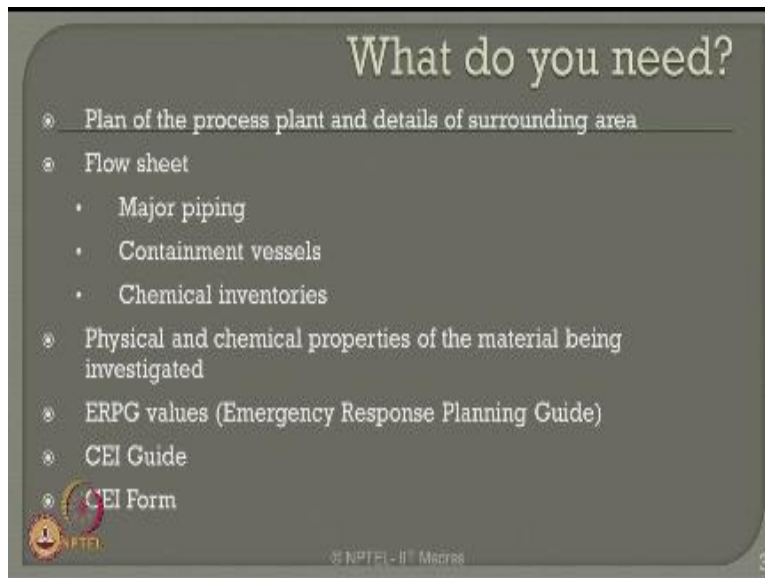 What do you need?
Plan of the process plant and details of surrounding area
Flow sheet
Major piping
Containment vessels
Chemical inventories
Physical and chemical properties of the material being
investigated
ERPG values (Emergency Response Planning Guide)
CEI Guide
CEI Form
NPTEL
© NPTEL - IIT Madras
3